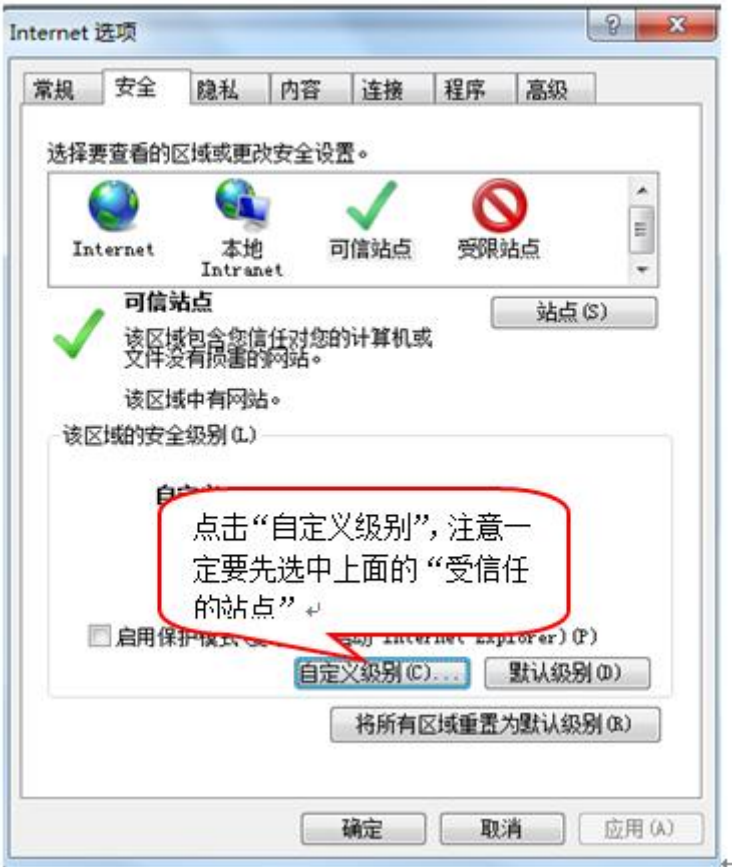 Internet 选项
常规 安全 隐私 内容 连接 程序 高级
选择要查看的区域或更改安全设置。
Internet 本地 可信站点 受限站点
Intranet
可信站点
站点(S)
该区域包含您信任对您的计算机或
文件没有损害的网站。
该区域中有网站。
该区域的安全级别(L)
点击“自定义级别”，注意一
定要先选中上面的“受信任
的站点”
启用保护模式 Internet Explorer)(P)
自定义级别(C)... 默认级别(D)
将所有区域重置为默认级别(R)
确定 取消 应用(A)